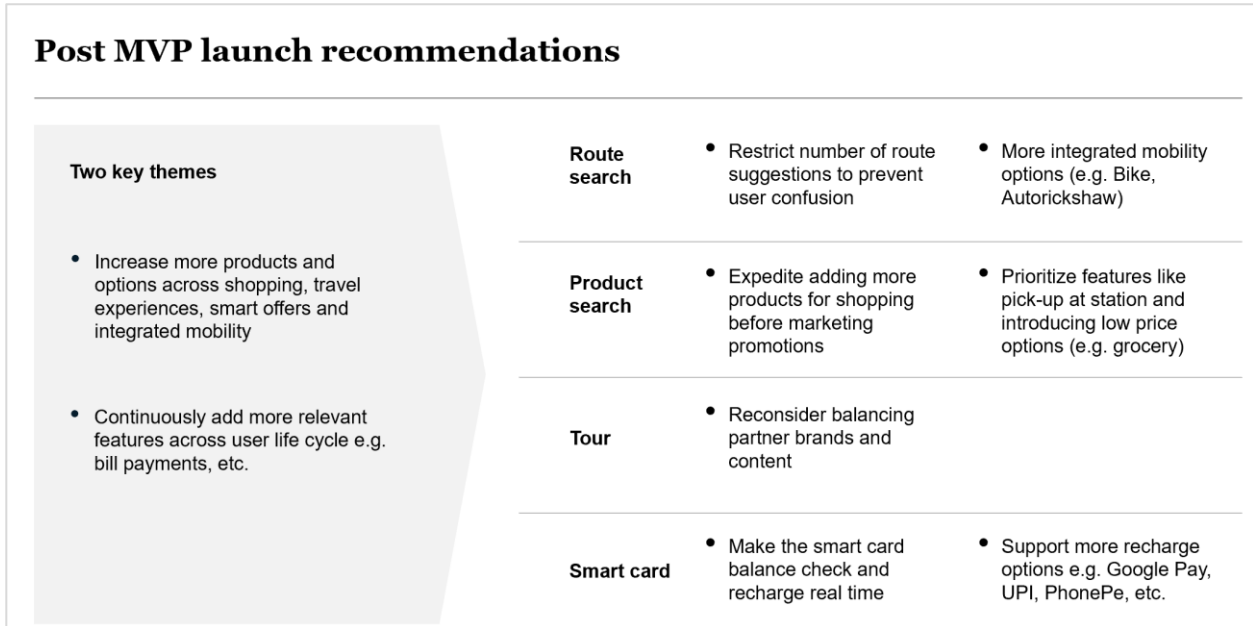 Post MVP launch recommendations
Two key themes
• Increase more products and
options across shopping, travel
experiences, smart offers and
integrated mobility
• Continuously add more relevant
features across user life cycle e.g.
bill payments, etc.
Route
search
• Restrict number of route
suggestions to prevent
user confusion
• More integrated mobility
options (e.g. Bike,
Autorickshaw)
Product
search
• Expedite adding more
products for shopping
before marketing
promotions
• Prioritize features like
pick-up at station and
introducing low price
options (e.g. grocery)
Tour
• Reconsider balancing
partner brands and
content
Smart card
• Make the smart card
balance check and
recharge real time
• Support more recharge
options e.g. Google Pay,
UPI, PhonePe, etc.